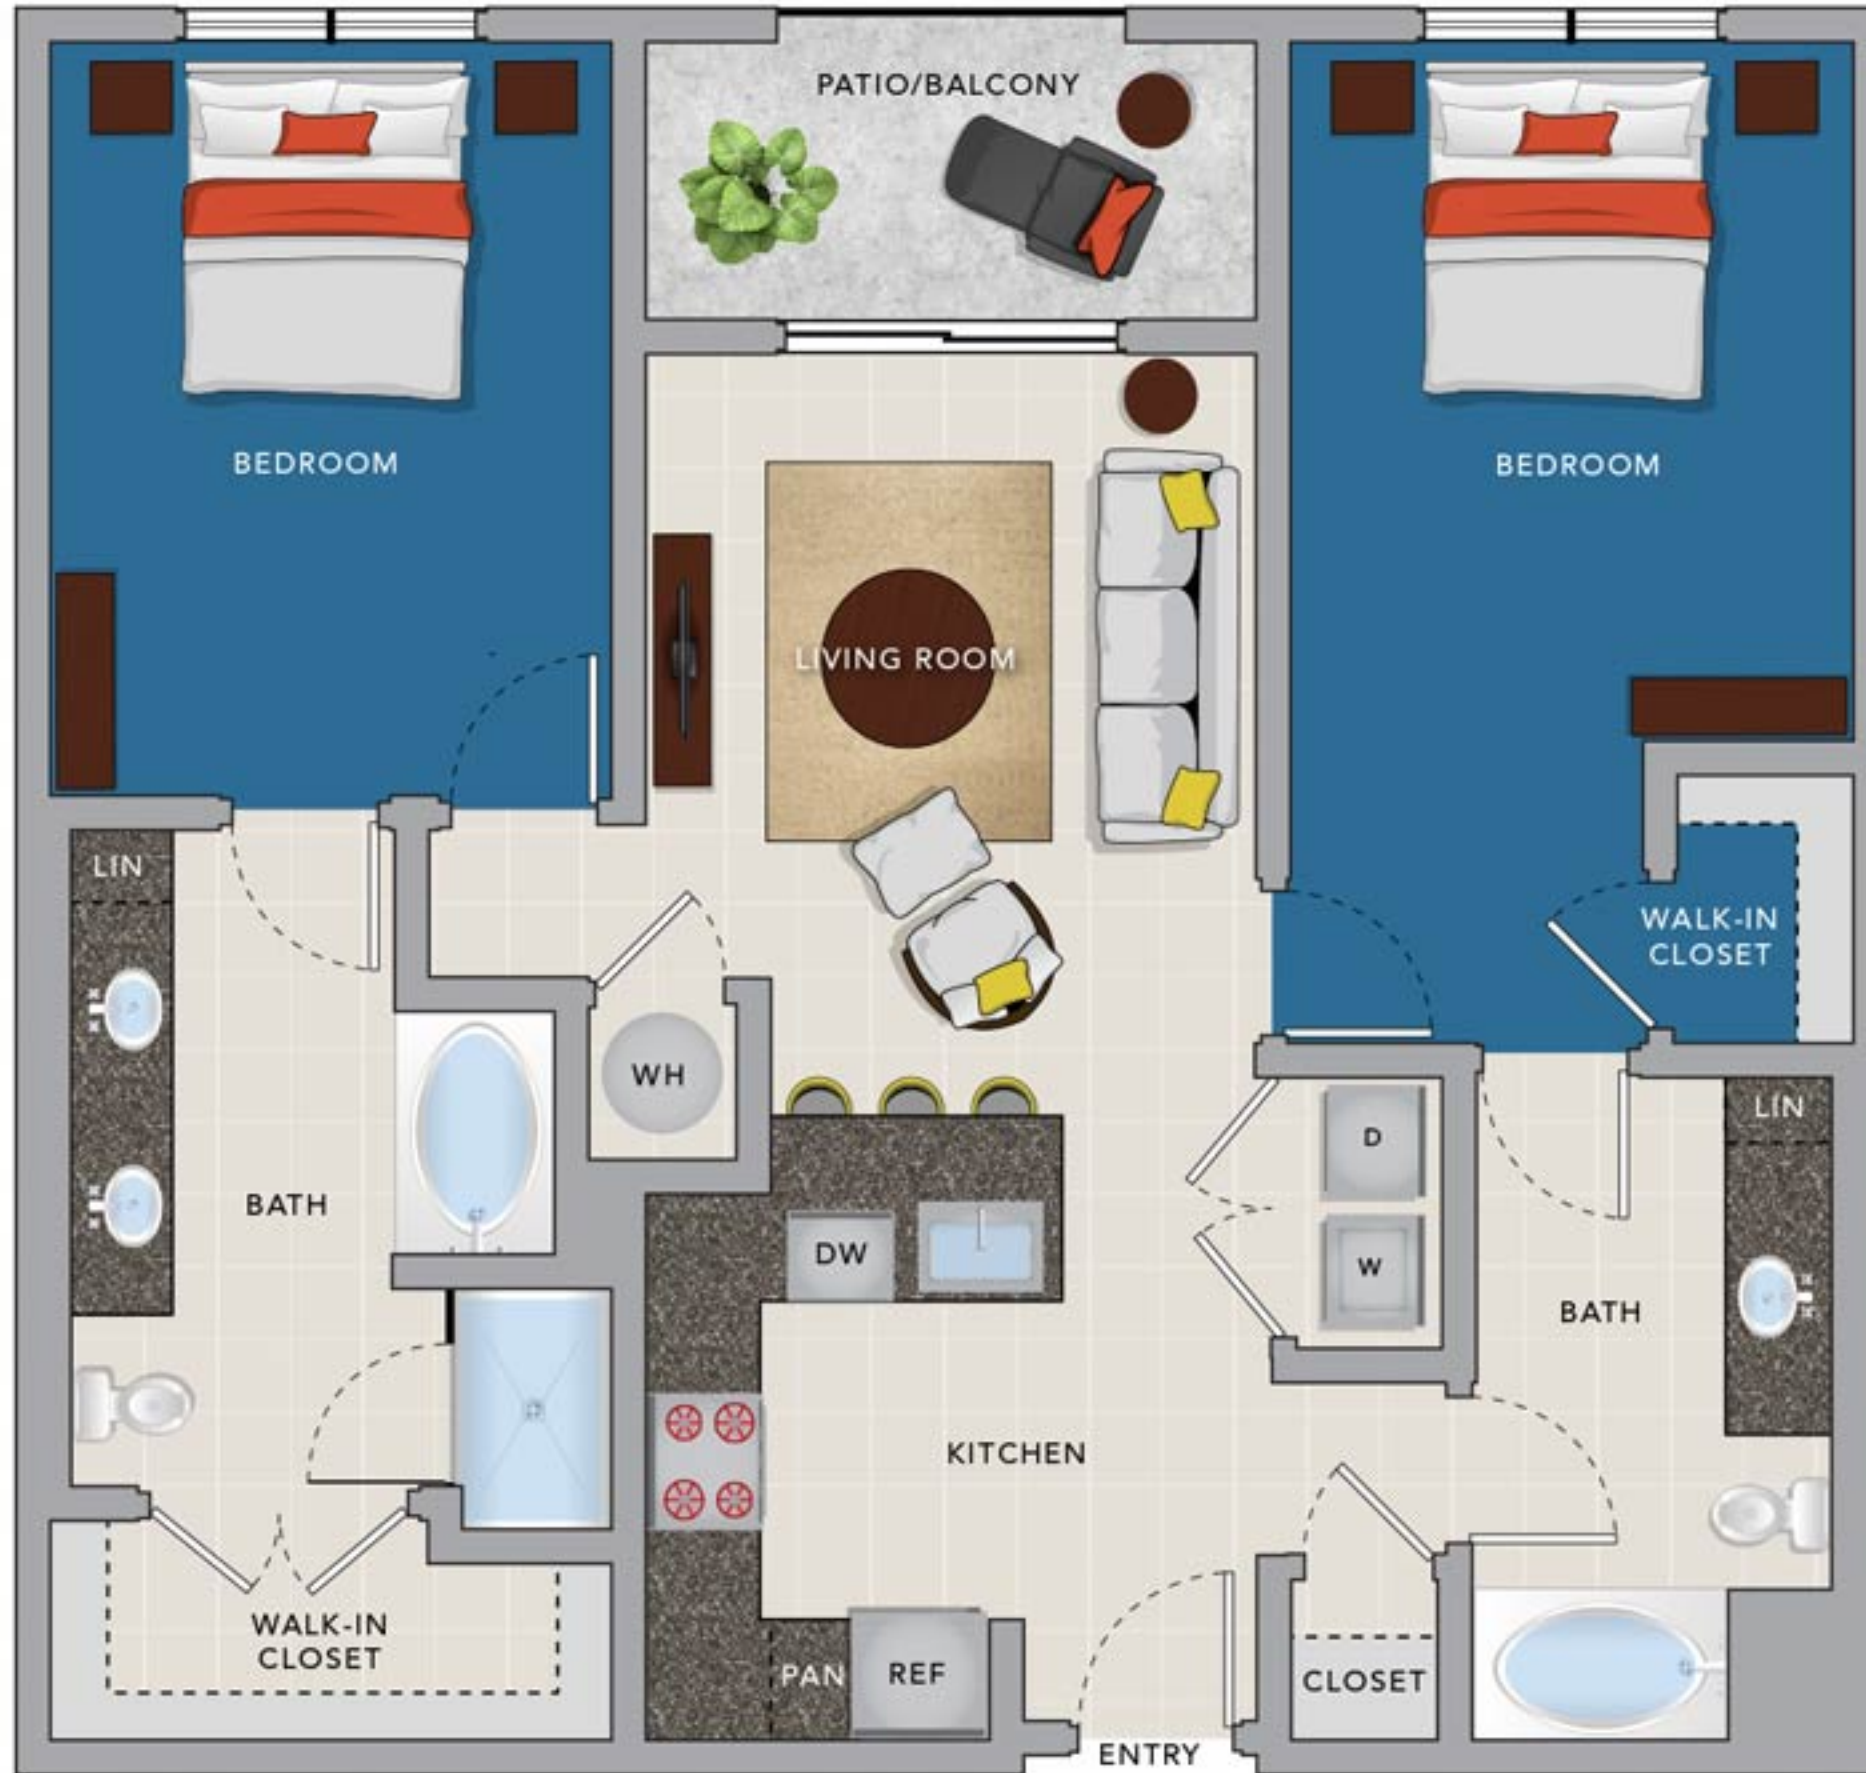 PATIO/BALCONY
BEDROOM
BEDROOM
LIVING ROOM
LIN
WALK-IN
CLOSET
WH
LIN
D
BATH
DW
W
BATH
KITCHEN
WALK-IN
CLOSET
PAN
REF
CLOSET
ENTRY